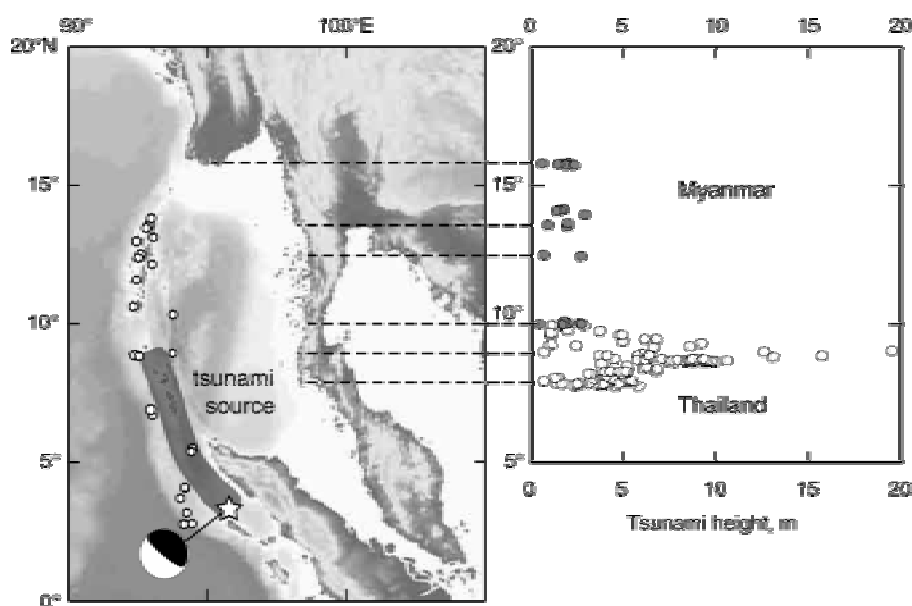 90° 100°E 0 5 10 15 20
20°N 20°
15° 15° Myanmar
10° 10°
tsunami
source
Thailand
5° 5°
0 5 10 15 20
0° Tsunami height, m